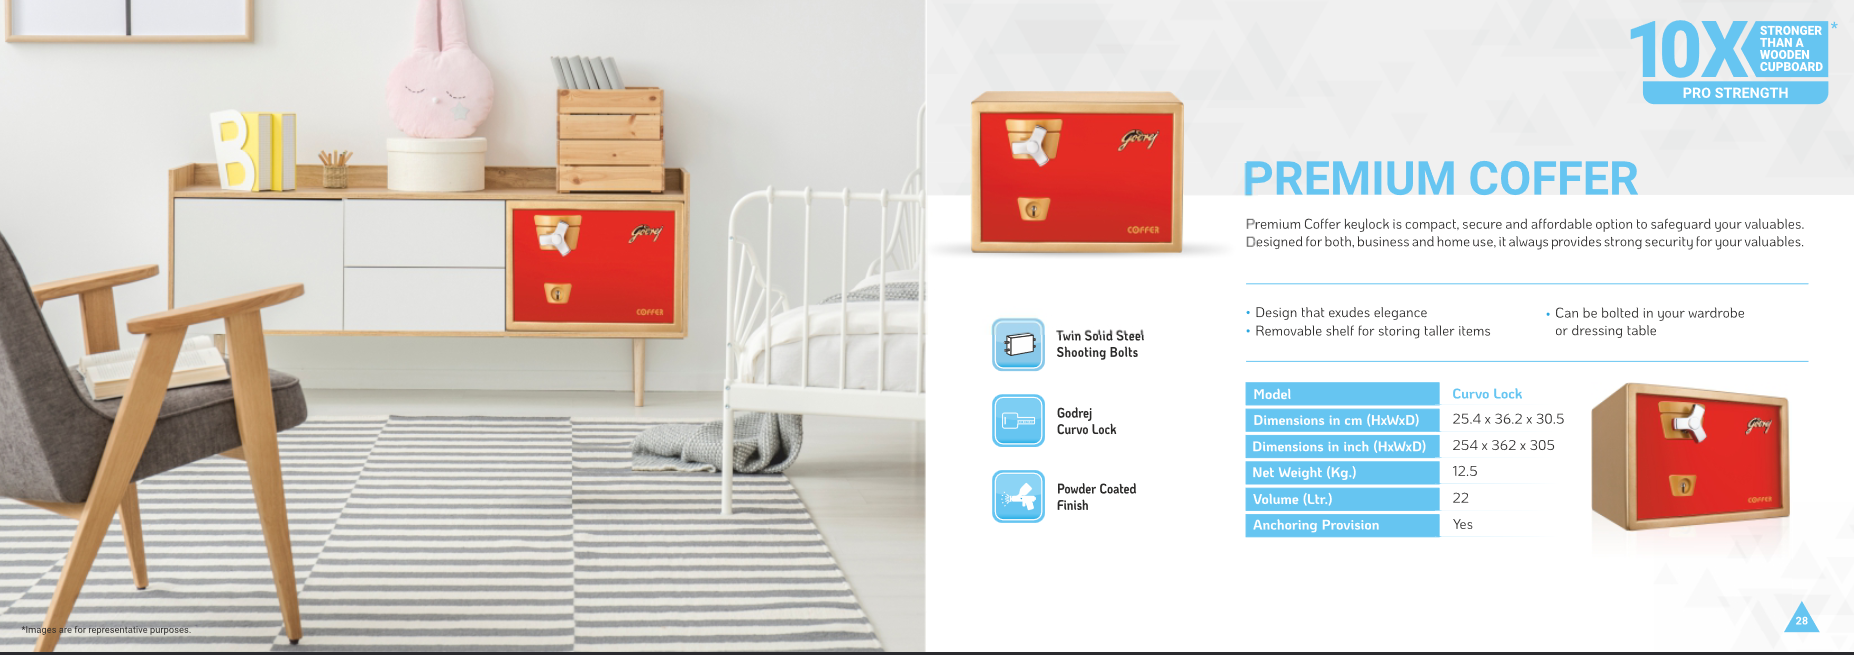 B
Godrej
COFFER
*Images are for representative purposes.
10X
STRONGER
THAN A
WOODEN
CUPBOARD
*
PRO STRENGTH
Godrej
COFFER
PREMIUM COFFER
Premium Coffer keylock is compact, secure and affordable option to safeguard your valuables.
Designed for both, business and home use, it always provides strong security for your valuables.
• Design that exudes elegance
• Removable shelf for storing taller items
• Can be bolted in your wardrobe
or dressing table
Twin Solid Steel
Shooting Bolts
Godrej
Curvo Lock
Powder Coated
Finish
Model Curvo Lock
Dimensions in cm (HxWxD) 25.4 x 36.2 x 30.5
Dimensions in inch (HxWxD) 254 x 362 x 305
Net Weight (Kg.) 12.5
Volume (Ltr.) 22
Anchoring Provision Yes
Godrej
COFFER
28